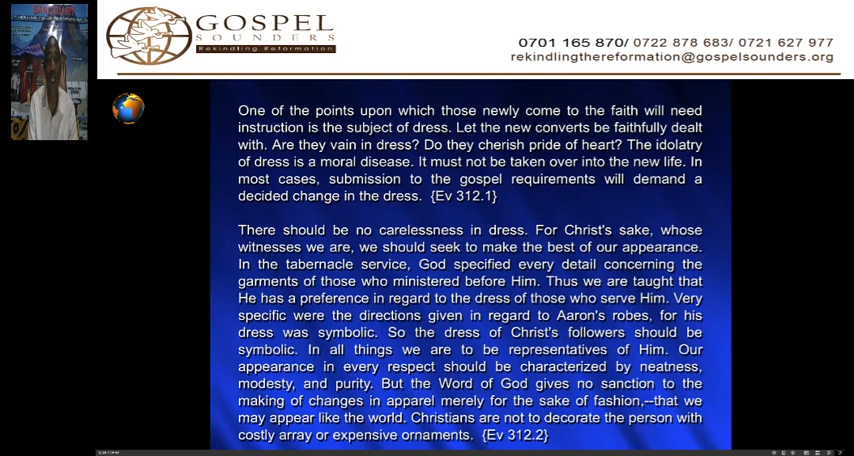 GOSPEL
SOUNDERS
Rekindling Reformation
0701 165 870/ 0722 878 683/ 0721 627 977
rekindlingthereformation@gospelsounders.org
One of the points upon which those newly come to the faith will need
instruction is the subject of dress. Let the new converts be faithfully dealt
with. Are they vain in dress? Do they cherish pride of heart? The idolatry
of dress is a moral disease. It must not be taken over into the new life. In
most cases, submission to the gospel requirements will demand a
decided change in the dress. {Ev 312.1}
There should be no carelessness in dress. For Christ's sake, whose
witnesses we are, we should seek to make the best of our appearance.
In the tabernacle service, God specified every detail concerning the
garments of those who ministered before Him. Thus we are taught that
He has a preference in regard to the dress of those who serve Him. Very
specific were the directions given in regard to Aaron's robes, for his
dress was symbolic. So the dress of Christ's followers should be
symbolic. In all things we are to be representatives of Him. Our
appearance in every respect should be characterized by neatness,
modesty, and purity. But the Word of God gives no sanction to the
making of changes in apparel merely for the sake of fashion,--that we
may appear like the world. Christians are not to decorate the person with
costly array or expensive ornaments. {Ev 312.2}